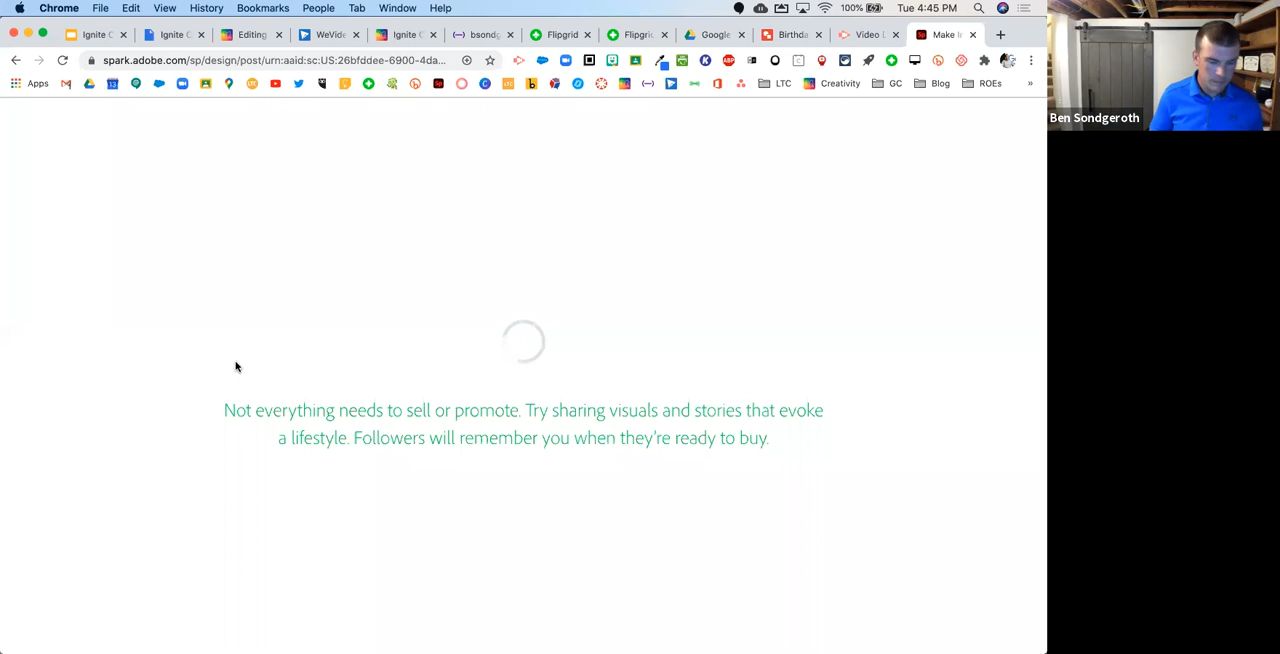 Chrome File Edit View History Bookmarks People Tab Window Help 100% Tue 4:45 PM
Ignite C Ignite C Editing WeVide Ignite C bsondg Flipgrid Flipgri Google Birthda Video L Make In
spark.adobe.com/sp/design/post/urn:aaid:sc:US:26bfddee-6900-4da...
Apps Creativity LTC GC Blog ROEs »
Ben Sondgeroth
Not everything needs to sell or promote. Try sharing visuals and stories that evoke
a lifestyle. Followers will remember you when they're ready to buy.